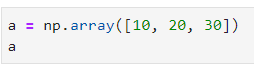 a = np.array([10, 20, 30])
a